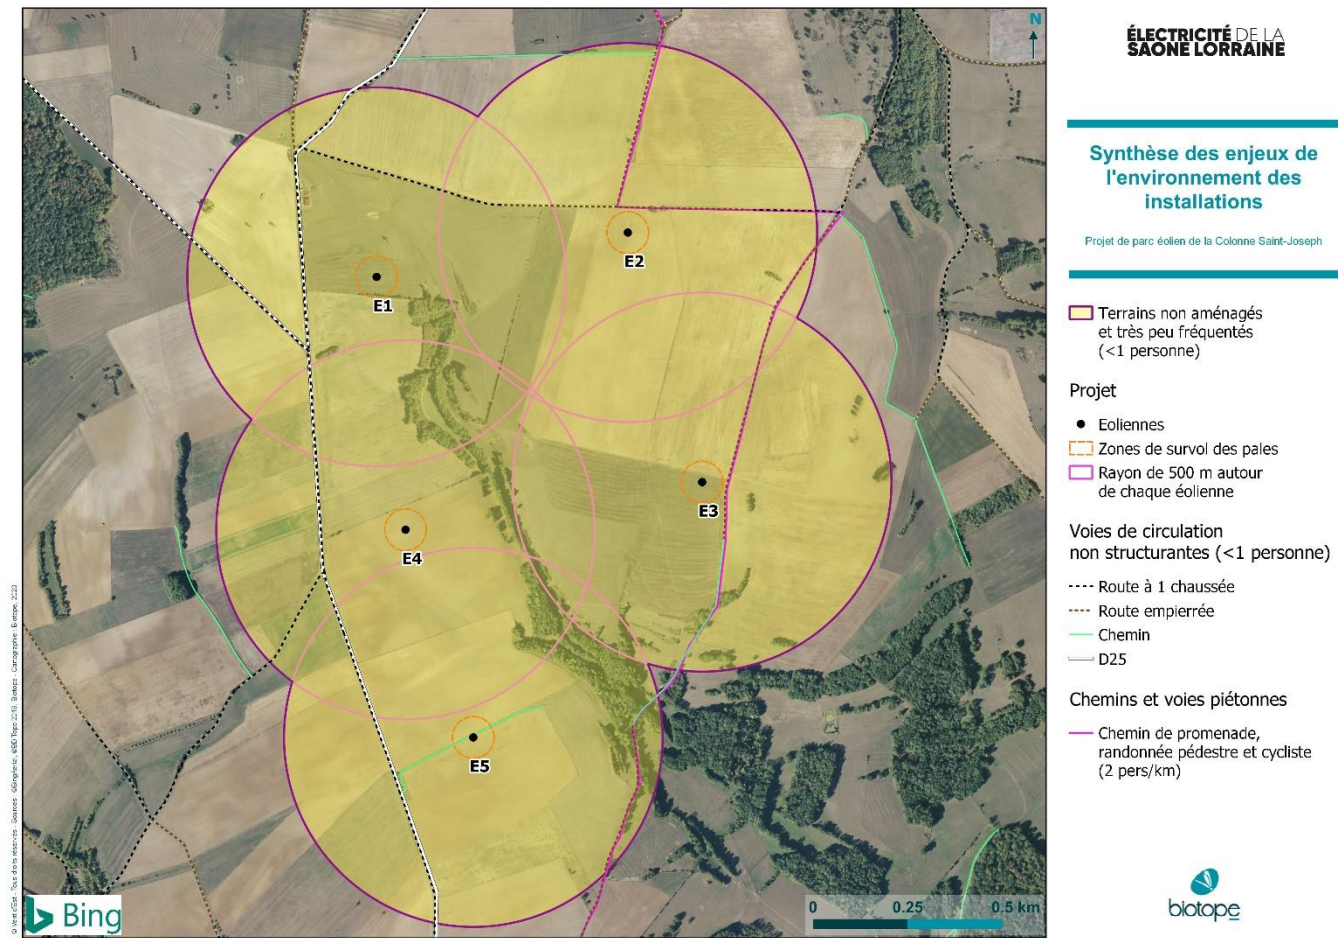 N
E1
E2
E3
E4
E5
Bing
0 0.25 0.5 km
ÉLECTRICITÉ DE LA
SAÔNE LORRAINE
Synthèse des enjeux de
l'environnement des
installations
Projet de parc éolien de la Colonne Saint-Joseph
Terrains non aménagés
et très peu fréquentés
(<1 personne)
Projet
Eoliennes
Zones de survol des pales
Rayon de 500 m autour
de chaque éolienne
Voies de circulation
non structurantes (<1 personne)
Route à 1 chaussée
Route empierrée
Chemin
D25
Chemins et voies piétonnes
Chemin de promenade,
randonnée pédestre et cycliste
(2 pers/km)
biotope